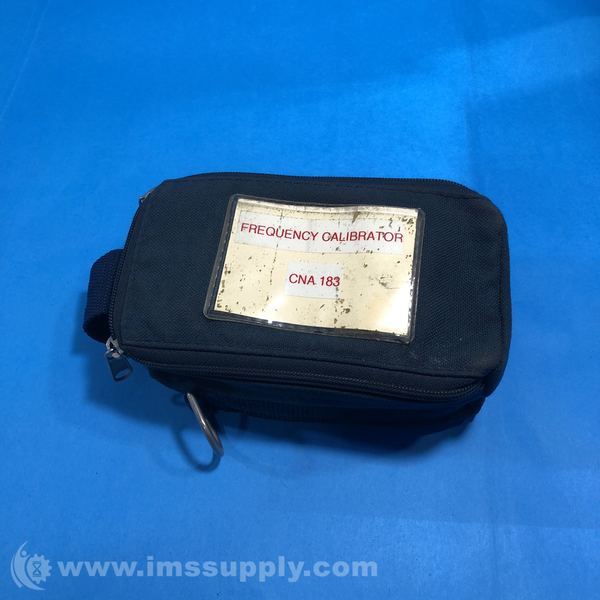 FREQUENCY CALIBRATOR
CNA 183
www.imssupply.com